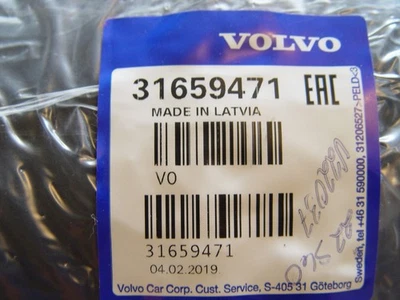 VOLVO
31659471
EAC
MADE IN LATVIA
VO
31659471
04.02.2019
Volvo Car Corp. Cust. Service, S-405 31 Göteborg
Sweden, tel +46 31 590000, 31206527 >PELD<3